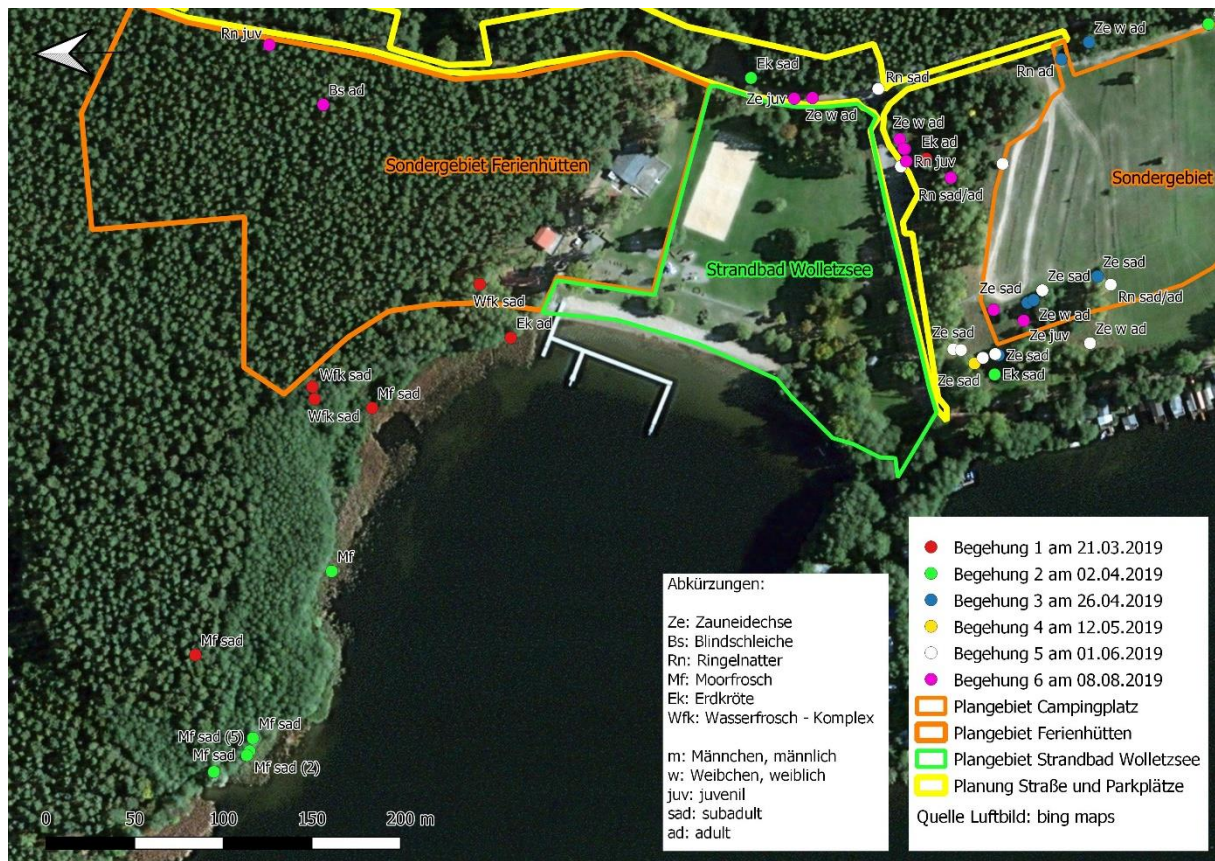 Rn juv
Bs ad
Ek sad
Ze juv
Ze w ad
Rn sad
Ze w ad
Rn ad
Ze w ad
Ek ad
Rn juv
Rn sad/ad
Sondergebiet Ferienhütten
Sondergebiet
Strandbad Wolletzsee
Wfk sad
Ek ad
Wfk sad
Wfk sad
Mf sad
Ze sad
Ze sad
Ze sad
Rn sad/ad
Ze w ad
Ze juv
Ze w ad
Ze sad
Ze sad
Ze sad
Ek sad
Mf
Mf sad
Mf sad
Mf sad (5)
Mf sad
Mf sad (2)
0 50 100 200 m
Abkürzungen:
Ze: Zauneidechse
Bs: Blindschleiche
Rn: Ringelnatter
Mf: Moorfrosch
Ek: Erdkröte
Wfk: Wasserfrosch - Komplex
m: Männchen, männlich
w: Weibchen, weiblich
juv: juvenil
sad: subadult
ad: adult
Begehung 1 am 21.03.2019
Begehung 2 am 02.04.2019
Begehung 3 am 26.04.2019
Begehung 4 am 12.05.2019
Begehung 5 am 01.06.2019
Begehung 6 am 08.08.2019
Plangebiet Campingplatz
Plangebiet Ferienhütten
Plangebiet Strandbad Wolletzsee
Planung Straße und Parkplätze
Quelle Luftbild: bing maps